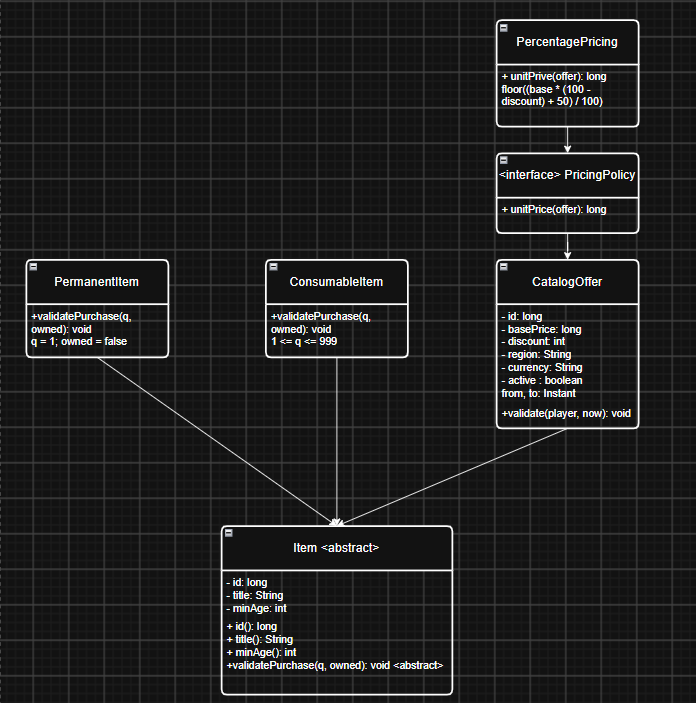 PercentagePricing
+ unitPrive(offer): long
floor((base * (100 -
discount) + 50) / 100)
<interface> PricingPolicy
+ unitPrice(offer): long
PermanentItem
+validatePurchase(q,
owned): void
q = 1; owned = false
ConsumableItem
+validatePurchase(q,
owned): void
1 <= q <= 999
CatalogOffer
- id: long
- basePrice: long
- discount: int
- region: String
- currency: String
- active : boolean
from, to: Instant
+validate(player, now): void
Item <abstract>
- id: long
- title: String
- minAge: int
+ id(): long
+ title(): String
+ minAge(): int
+validatePurchase(q, owned): void <abstract>